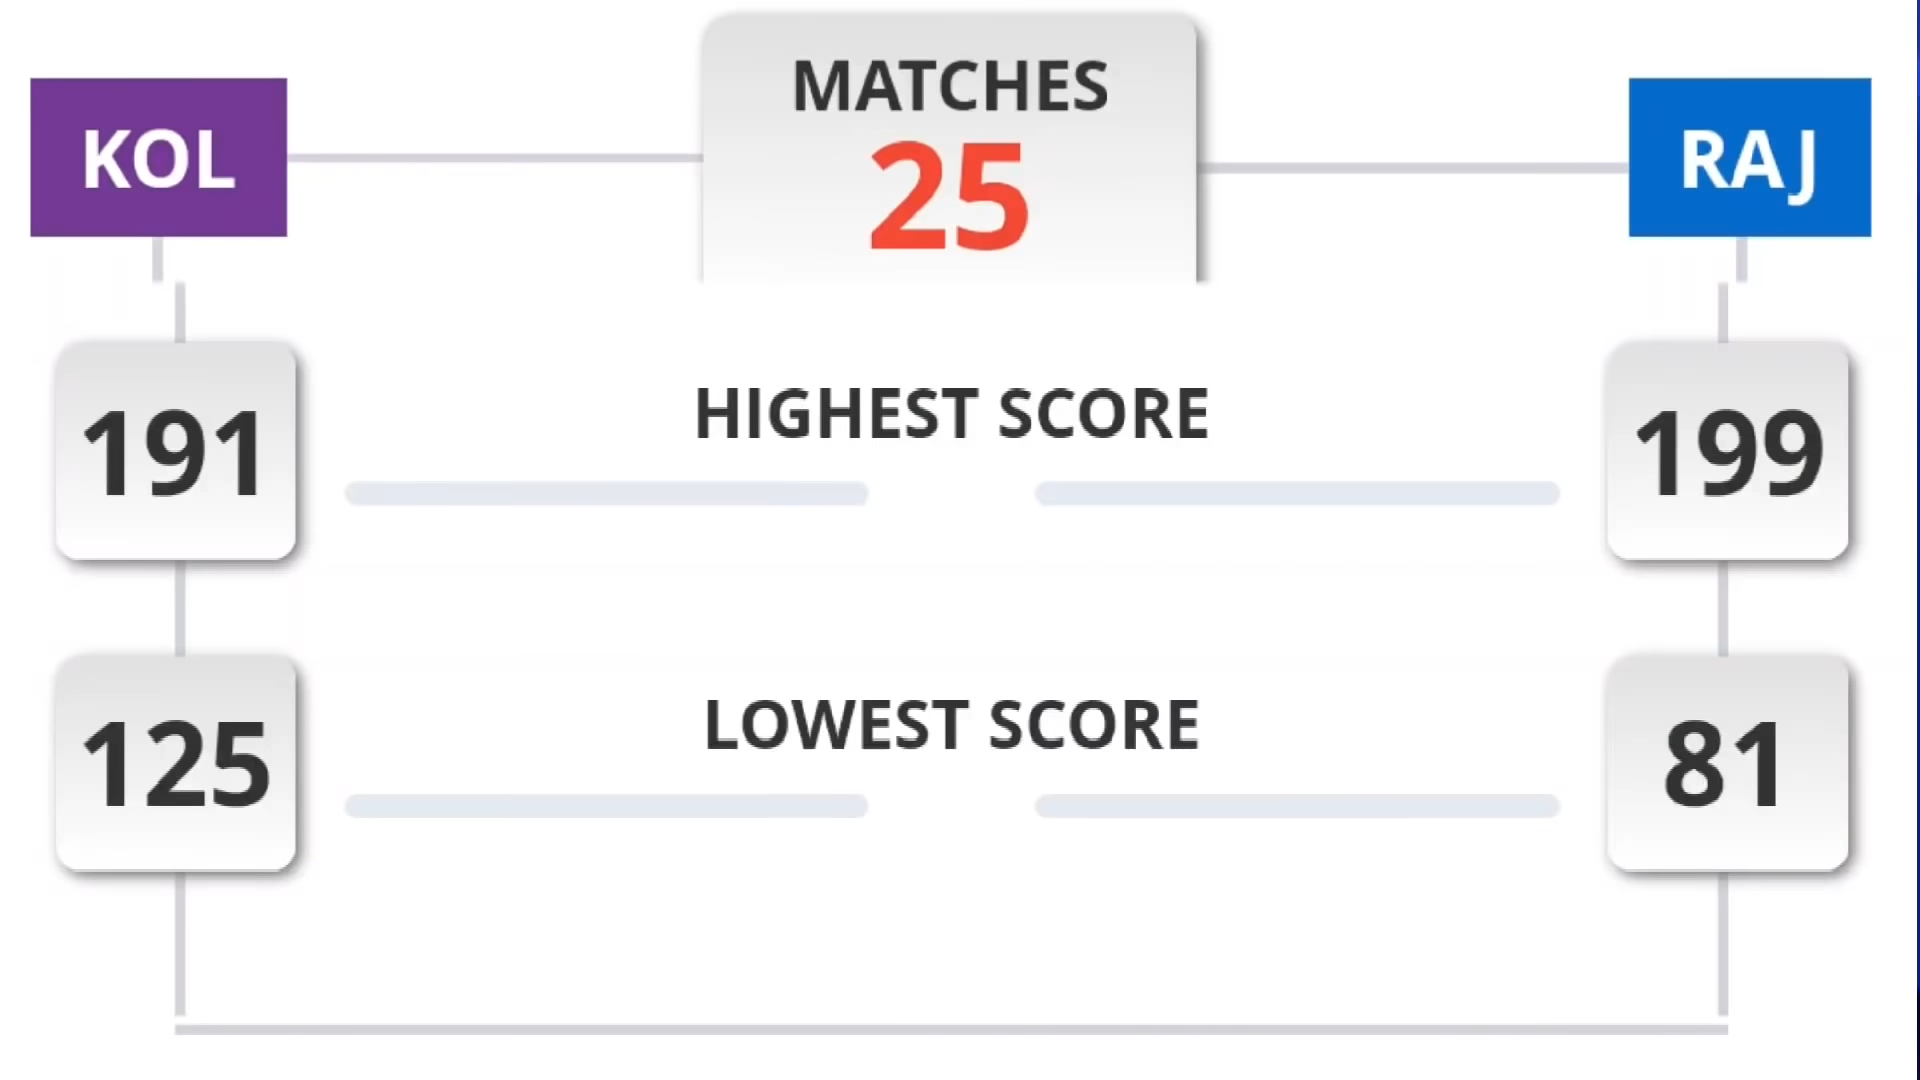 MATCHES
KOL
25
RAJ
191
HIGHEST SCORE
199
125
LOWEST SCORE
81